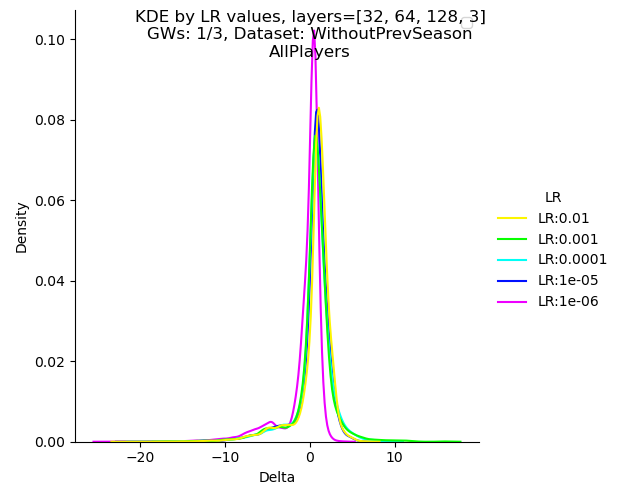 KDE by LR values, layers=[32, 64, 128, 3]
GWs: 1/3, Dataset: WithoutPrevSeason
AllPlayers
0.10
0.08
0.06
0.04
0.02
0.00
Density
−20
−10
0
10
Delta
LR
LR:0.01
LR:0.001
LR:0.0001
LR:1e-05
LR:1e-06